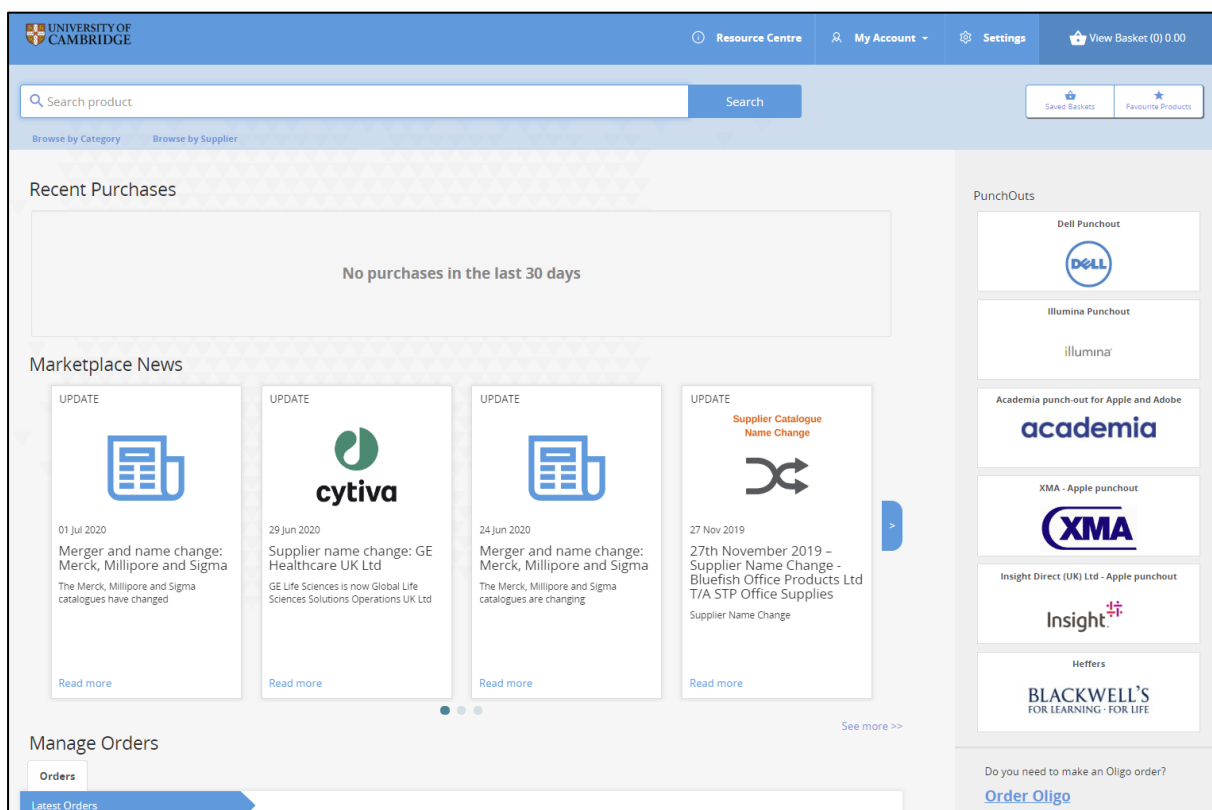 UNIVERSITY OF
CAMBRIDGE
Resource Centre
My Account
Settings
View Basket (0) 0.00
Search product
Search
Saved Baskets
Favourite Products
Browse by Category
Browse by Supplier
Recent Purchases
No purchases in the last 30 days
Marketplace News
UPDATE
01 Jul 2020
Merger and name change:
Merck, Millipore and Sigma
The Merck, Millipore and Sigma
catalogues have changed
Read more
UPDATE
cytiva
29 Jun 2020
Supplier name change: GE
Healthcare UK Ltd
GE Life Sciences is now Global Life
Sciences Solutions Operations UK Ltd
Read more
UPDATE
24 Jun 2020
Merger and name change:
Merck, Millipore and Sigma
The Merck, Millipore and Sigma
catalogues are changing
Read more
UPDATE
Supplier Catalogue
Name Change
27 Nov 2019
27th November 2019 –
Supplier Name Change -
Bluefish Office Products Ltd
T/A STP Office Supplies
Supplier Name Change
Read more
>
See more >>
Manage Orders
Orders
Latest Orders
PunchOuts
Dell Punchout
DELL
Illumina Punchout
illumina
Academia punch-out for Apple and Adobe
academia
XMA - Apple punchout
XMA
Insight Direct (UK) Ltd - Apple punchout
Insight
Heffers
BLACKWELL'S
FOR LEARNING · FOR LIFE
Do you need to make an Oligo order?
Order Oligo